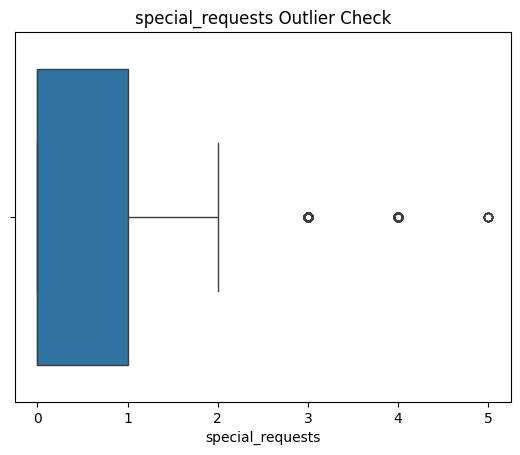 special_requests Outlier Check
0 1 2 3 4 5
special_requests